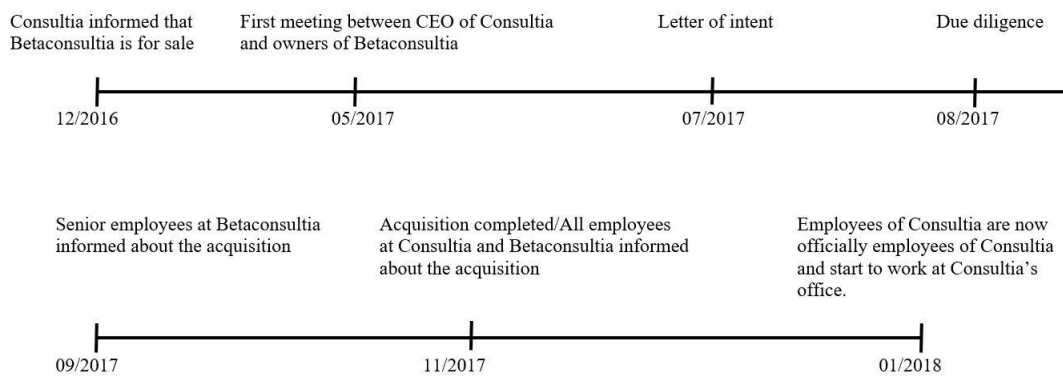 Consultia informed that
Betaconsultia is for sale
First meeting between CEO of Consultia
and owners of Betaconsultia
Letter of intent
Due diligence
12/2016
05/2017
07/2017
08/2017
Senior employees at Betaconsultia
informed about the acquisition
Acquisition completed/All employees
at Consultia and Betaconsultia informed
about the acquisition
Employees of Consultia are now
officially employees of Consultia
and start to work at Consultia’s
office.
09/2017
11/2017
01/2018